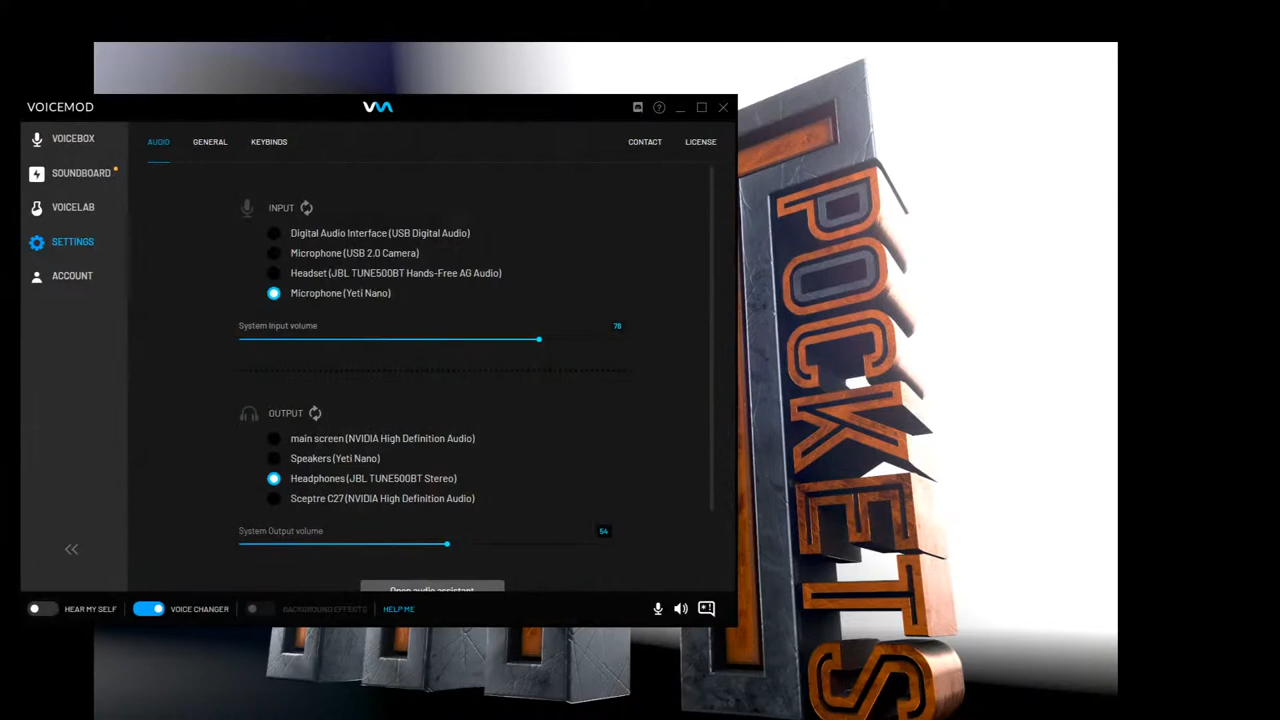 VOICEMOD
VOICEBOX
SOUNDBOARD
VOICELAB
SETTINGS
ACCOUNT
AUDIO GENERAL KEYBINDS CONTACT LICENSE
INPUT
Digital Audio Interface (USB Digital Audio)
Microphone (USB 2.0 Camera)
Headset (JBL TUNE500BT Hands-Free AG Audio)
Microphone (Yeti Nano)
System Input volume 78
OUTPUT
main screen (NVIDIA High Definition Audio)
Speakers (Yeti Nano)
Headphones (JBL TUNE500BT Stereo)
Sceptre C27 (NVIDIA High Definition Audio)
System Output volume 54
Open audio assistant
HEAR MY SELF VOICE CHANGER BACKGROUND EFFECTS HELP ME
POCKETS